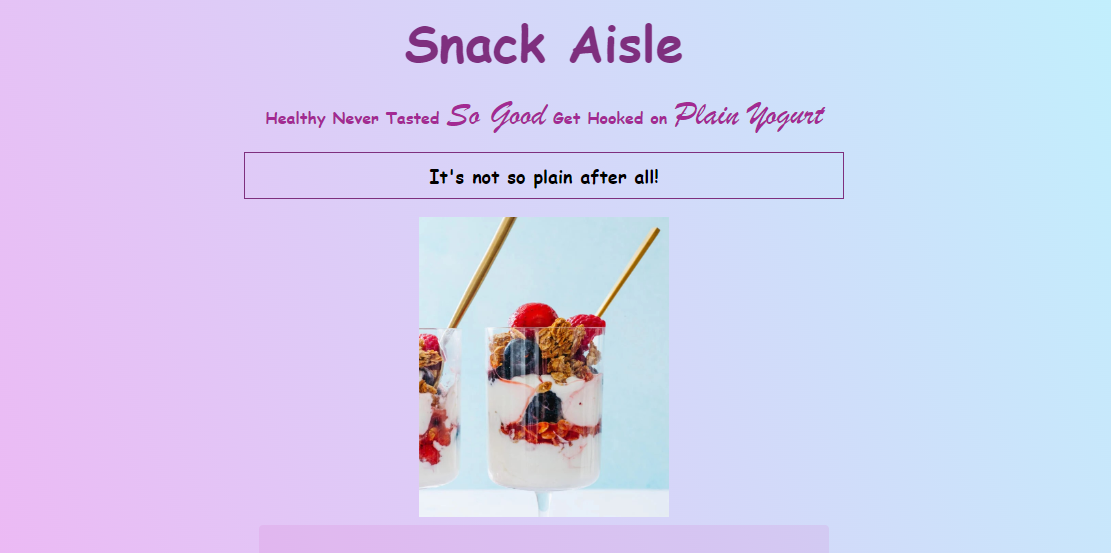 Snack Aisle
Healthy Never Tasted So Good Get Hooked on Plain Yogurt
It's not so plain after all!